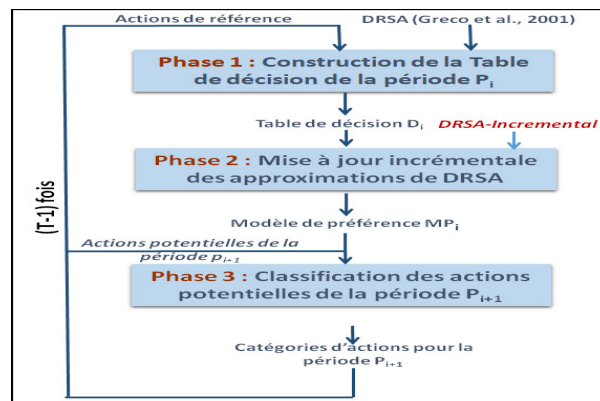 Actions de référence
DRSA (Greco et al., 2001)
Phase 1 : Construction de la Table
de décision de la période Pi
Table de décision Di
DRSA-Incremental
Phase 2 : Mise à jour incrémentale
des approximations de DRSA
Modèle de préférence MPi
(T-1) fois
Actions potentielles de la
période pi+1
Phase 3 : Classification des actions
potentielles de la période Pi+1
Catégories d'actions pour la
période Pi+1